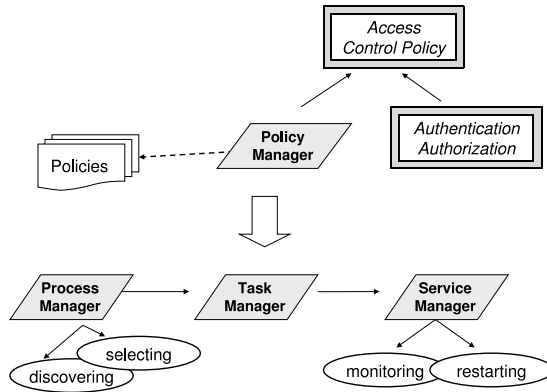 Access
Control Policy
Authentication
Authorization
Policy
Manager
Policies
Process
Manager
Task
Manager
Service
Manager
selecting
discovering
monitoring
restarting